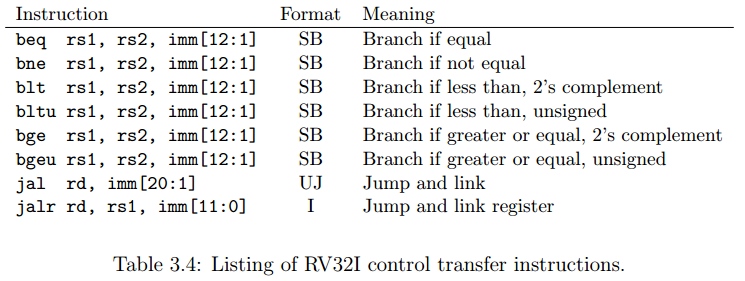 Instruction Format Meaning
beq rs1, rs2, imm[12:1] SB Branch if equal
bne rs1, rs2, imm[12:1] SB Branch if not equal
blt rs1, rs2, imm[12:1] SB Branch if less than, 2's complement
bltu rs1, rs2, imm[12:1] SB Branch if less than, unsigned
bge rs1, rs2, imm[12:1] SB Branch if greater or equal, 2's complement
bgeu rs1, rs2, imm[12:1] SB Branch if greater or equal, unsigned
jal rd, imm[20:1] UJ Jump and link
jalr rd, rs1, imm[11:0] I Jump and link register
Table 3.4: Listing of RV32I control transfer instructions.